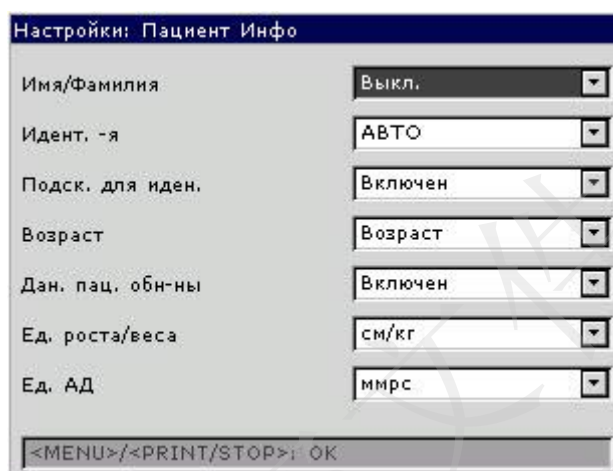 Настройки: Пациент Инфо
Имя/Фамилия Выкл.
Идент. -я АВТО
Подск. для иден. Включен
Возраст Возраст
Дан. пац. обн-ны Включен
Ед. роста/веса см/кг
Ед. АД ммрс
<MENU>/<PRINT/STOP>: OK